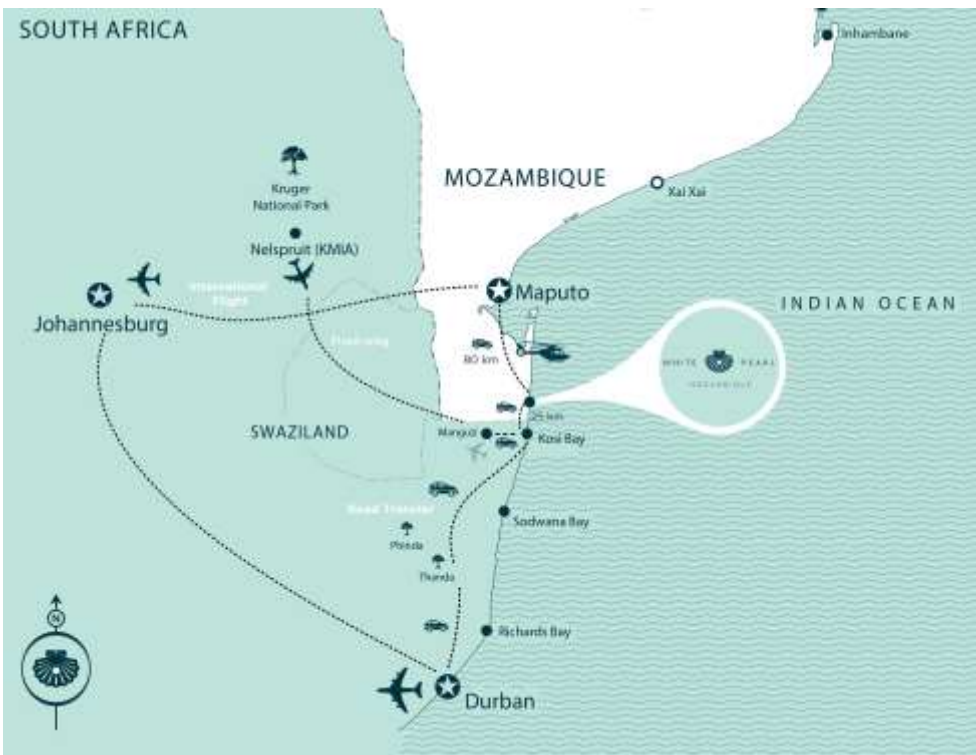 SOUTH AFRICA
Inhambane
Kruger
National Park
MOZAMBIQUE
Xai Xai
Nelspruit (KMIA)
International
Flight
Maputo
INDIAN OCEAN
Johannesburg
80 km
WHITE PEARL
MOZAMBIQUE
25 km
SWAZILAND
Manguzi
Kosi Bay
Road Transfer
Sodwana Bay
Phinda
Thanda
N
Richards Bay
Durban